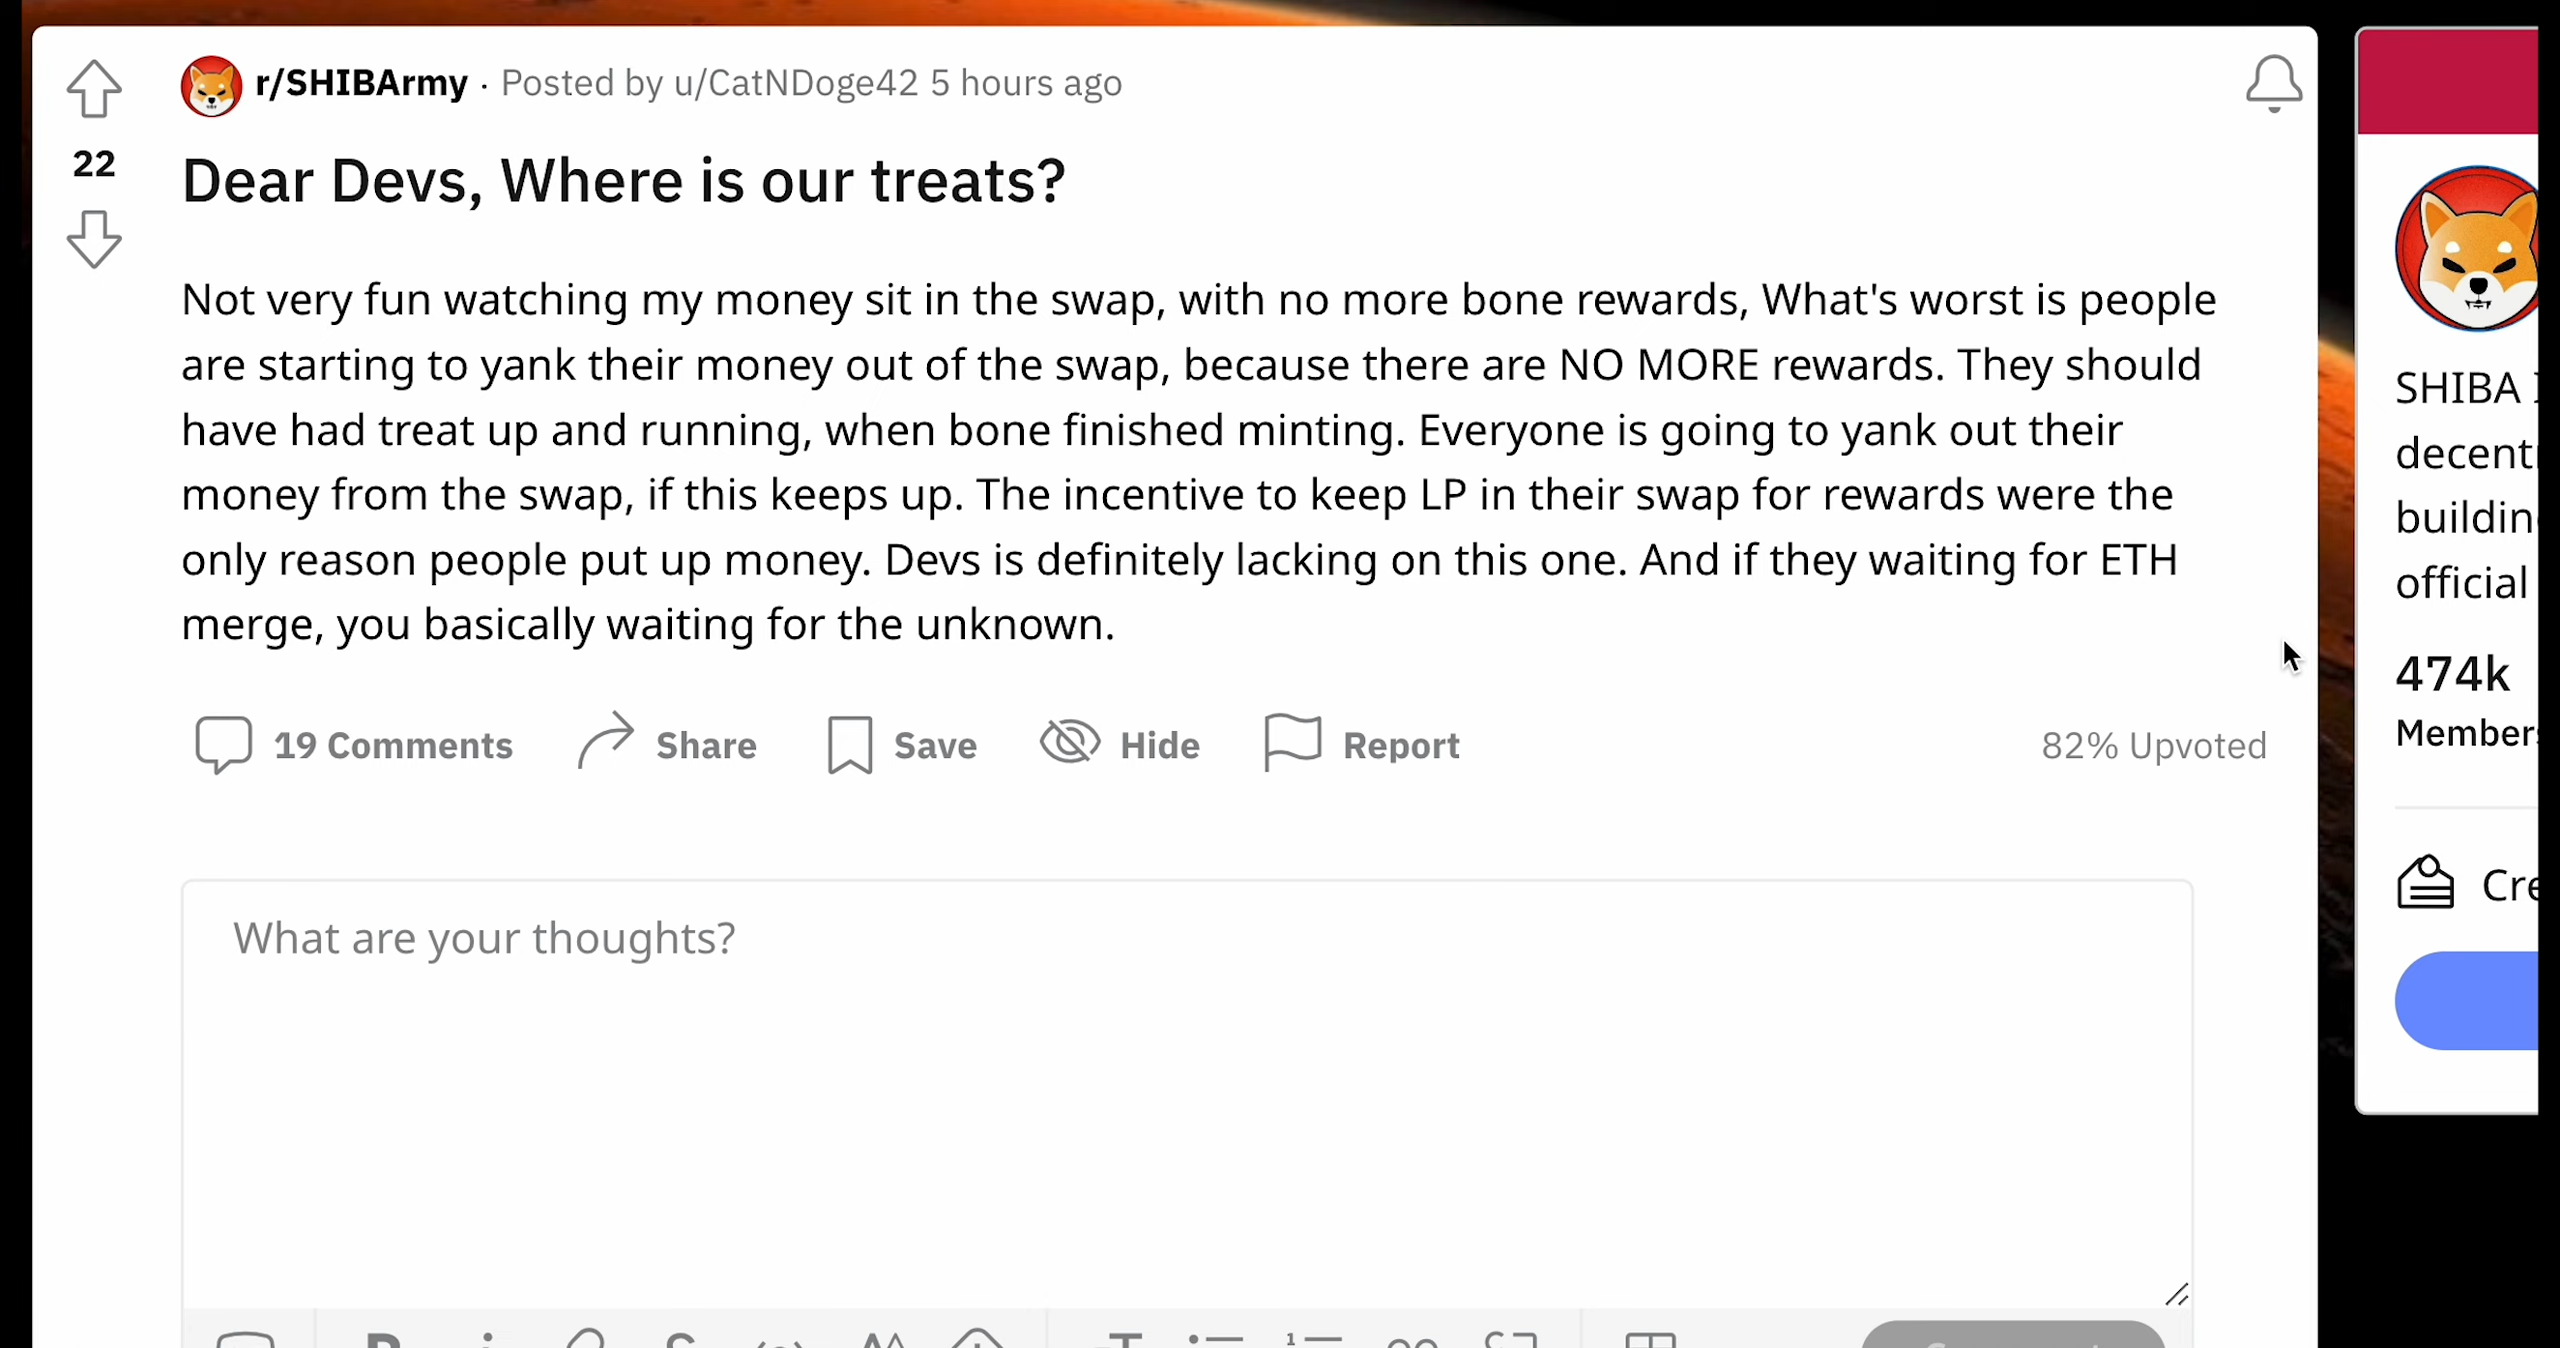 r/SHIBArmy · Posted by u/CatNDoge42 5 hours ago
22
Dear Devs, Where is our treats?
Not very fun watching my money sit in the swap, with no more bone rewards, What's worst is people
are starting to yank their money out of the swap, because there are NO MORE rewards. They should
have had treat up and running, when bone finished minting. Everyone is going to yank out their
money from the swap, if this keeps up. The incentive to keep LP in their swap for rewards were the
only reason people put up money. Devs is definitely lacking on this one. And if they waiting for ETH
merge, you basically waiting for the unknown.
19 Comments Share Save Hide Report 82% Upvoted
What are your thoughts?
SHIBA
official
474k